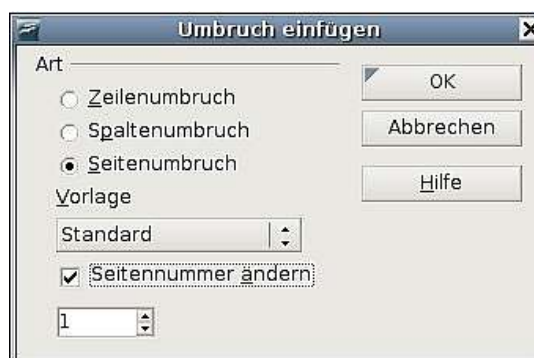 Umbruch einfügen
Art
Zeilenumbruch
Spaltenumbruch
Seitenumbruch
Vorlage
Standard
Seitennummer ändern
1
OK
Abbrechen
Hilfe